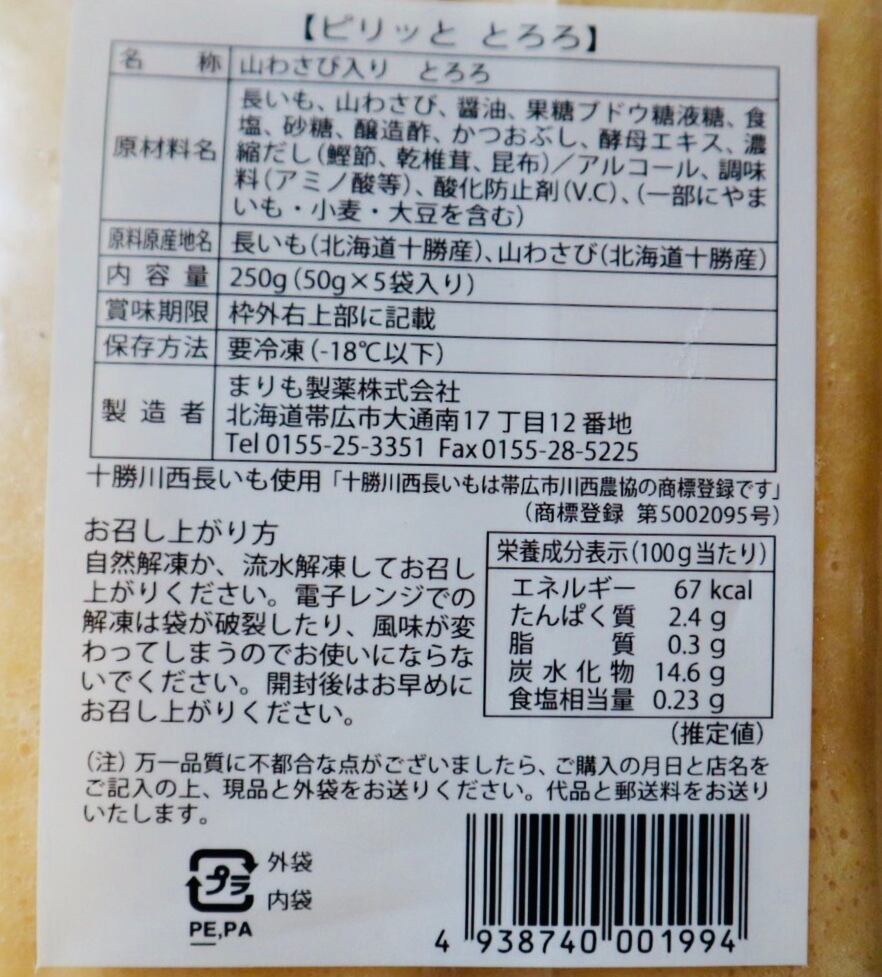 【ピリッと とろろ】
名 称 山わさび入り とろろ
原材料名
長いも、山わさび、醤油、果糖ブドウ糖液糖、食
塩、砂糖、醸造酢、かつおぶし、酵母エキス、濃
縮だし(鰹節、乾椎茸、昆布)/アルコール、調味
料(アミノ酸等)、酸化防止剤(V.C)、(一部にやま
いも・小麦・大豆を含む)
原料原産地名 長いも(北海道十勝産)、山わさび(北海道十勝産)
内容量 250g(50g×5袋入り)
賞味期限 枠外右上部に記載
保存方法 要冷凍(-18℃以下)
製造者
まりも製薬株式会社
北海道帯広市大通南17丁目12番地
Tel 0155-25-3351 Fax 0155-28-5225
十勝川西長いも使用「十勝川西長いもは帯広市川西農協の商標登録です」
(商標登録 第5002095号)
お召し上がり方
自然解凍か、流水解凍してお召し
上がりください。電子レンジでの
解凍は袋が破裂したり、風味が変
わってしまうのでお使いにならな
いでください。開封後はお早めに
お召し上がりください。
栄養成分表示(100g当たり)
エネルギー 67 kcal
たんぱく質 2.4 g
脂 質 0.3 g
炭水化物 14.6 g
食塩相当量 0.23 g
(推定値)
(注)万一品質に不都合な点がございましたら、ご購入の月日と店名を
ご記入の上、現品と外袋をお送りください。代品と郵送料をお送り
いたします。
プラ
外袋
内袋
PE,PA
4 938740 001994